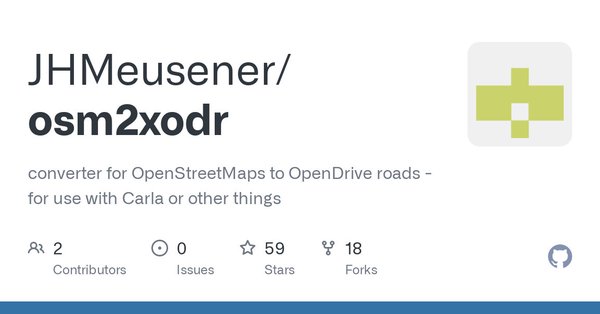 JHMeusener/
osm2xodr
converter for OpenStreetMaps to OpenDrive roads -
for use with Carla or other things
2 0 59 18
Contributors Issues Stars Forks